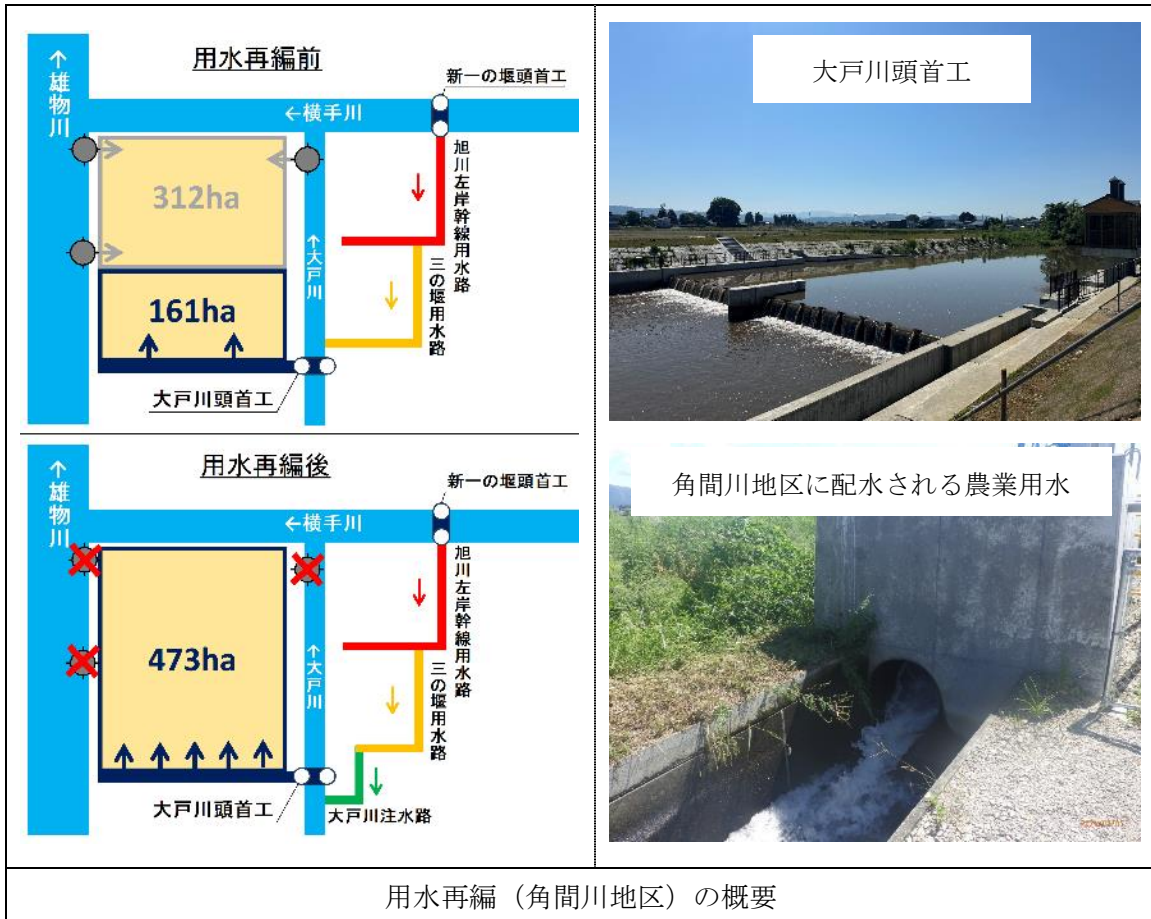 用水再編前
↑雄物川
新一の堰頭首工
←横手川
312ha
旭川左岸幹線用水路
↑大戸川
三の堰用水路
161ha
大戸川頭首工
用水再編後
↑雄物川
新一の堰頭首工
←横手川
旭川左岸幹線用水路
473ha
↑大戸川
三の堰用水路
大戸川頭首工
大戸川注水路
大戸川頭首工
角間川地区に配水される農業用水
用水再編（角間川地区）の概要